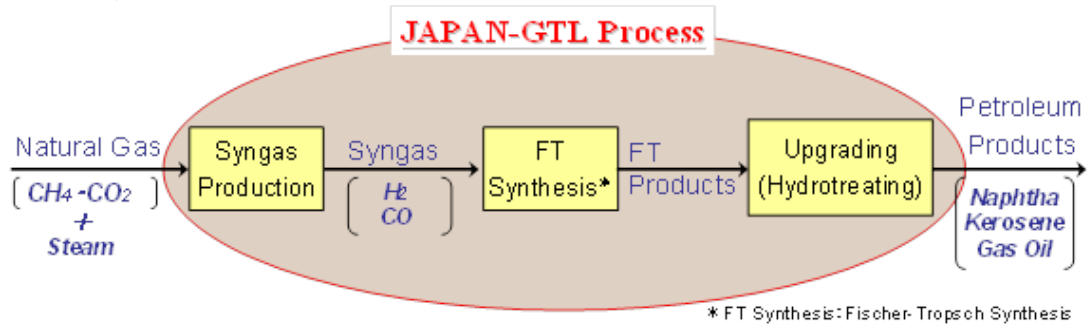 JAPAN-GTL Process
Natural Gas
[CH4-CO2]
+
Steam
Syngas
Production
Syngas
[H2
CO]
FT
Synthesis*
FT
Products
Upgrading
(Hydrotreating)
Petroleum
Products
[Naphtha
Kerosene
Gas Oil]
* FT Synthesis: Fischer-Tropsch Synthesis